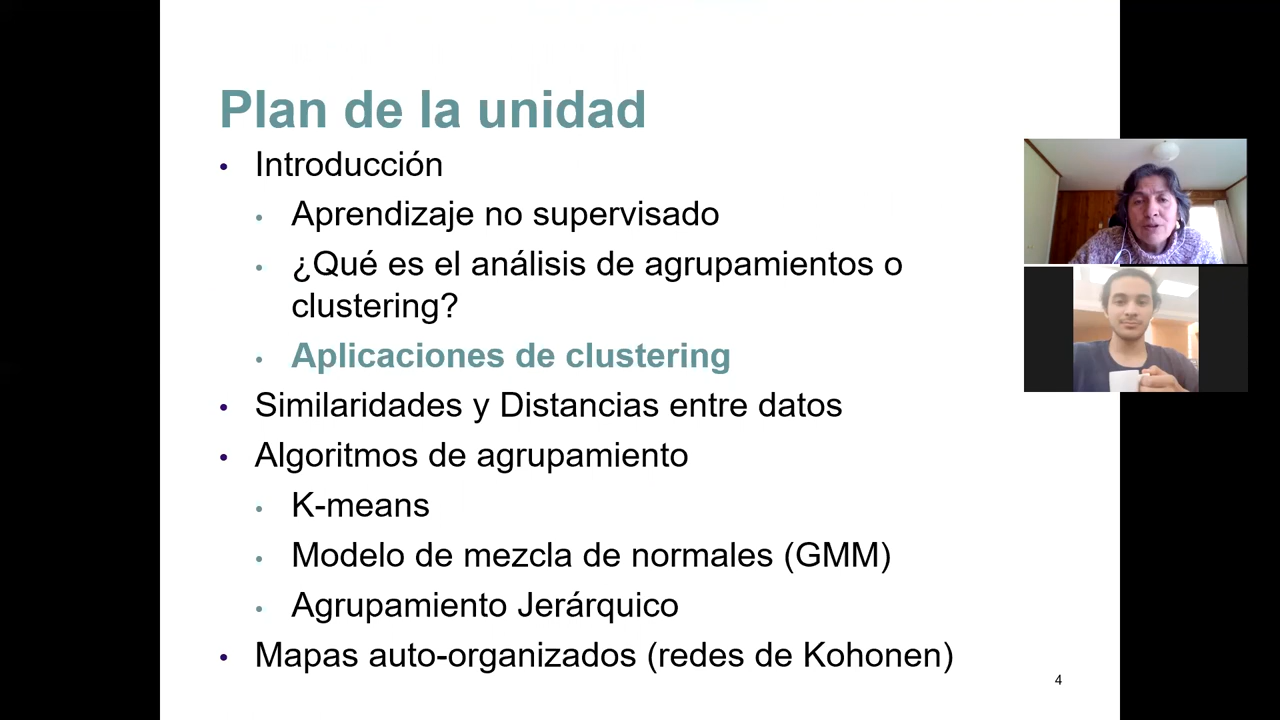 Plan de la unidad
• Introducción
• Aprendizaje no supervisado
• ¿Qué es el análisis de agrupamientos o
clustering?
• Aplicaciones de clustering
• Similaridades y Distancias entre datos
• Algoritmos de agrupamiento
• K-means
• Modelo de mezcla de normales (GMM)
• Agrupamiento Jerárquico
• Mapas auto-organizados (redes de Kohonen)
4